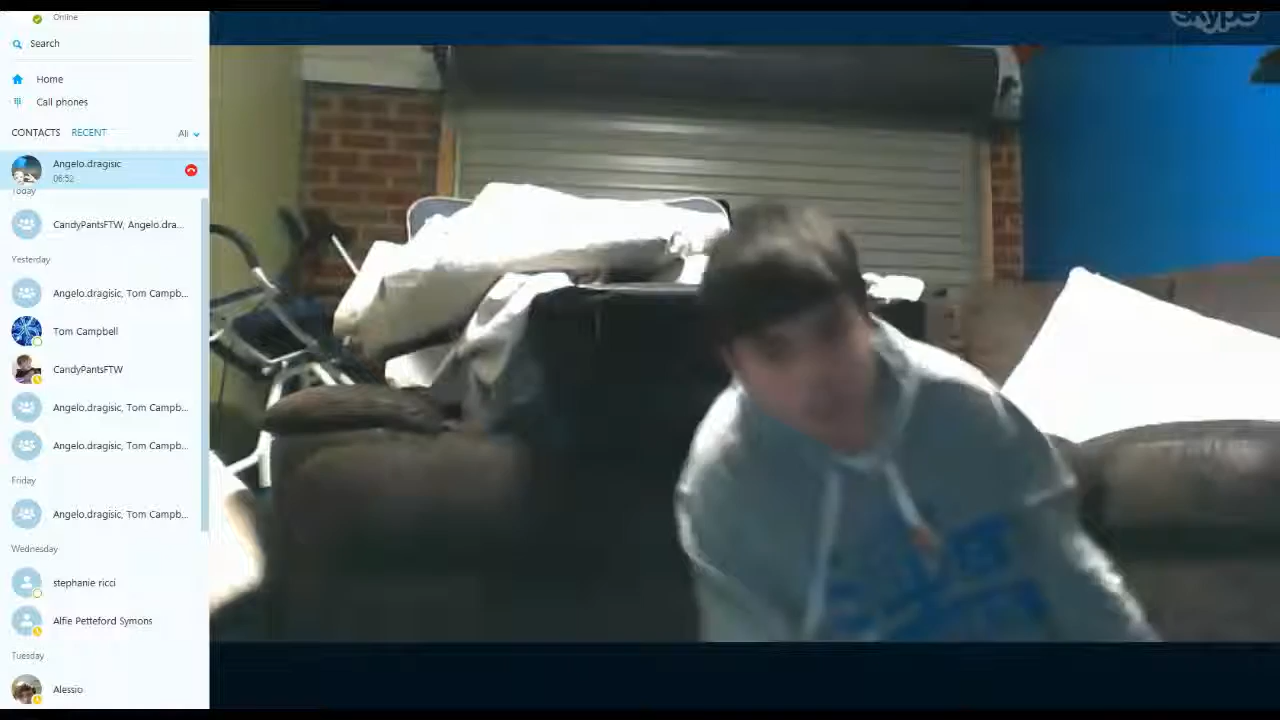 Online
skype
Search
Home
Call phones
CONTACTS RECENT All
Angelo.dragisic
06:52
Today
CandyPantsFTW, Angelo.dra...
Yesterday
Angelo.dragisic, Tom Campb...
Tom Campbell
CandyPantsFTW
Angelo.dragisic, Tom Campb...
Angelo.dragisic, Tom Campb...
Friday
Angelo.dragisic, Tom Campb...
Wednesday
stephanie ricci
Alfie Petteford Symons
Tuesday
Alessio